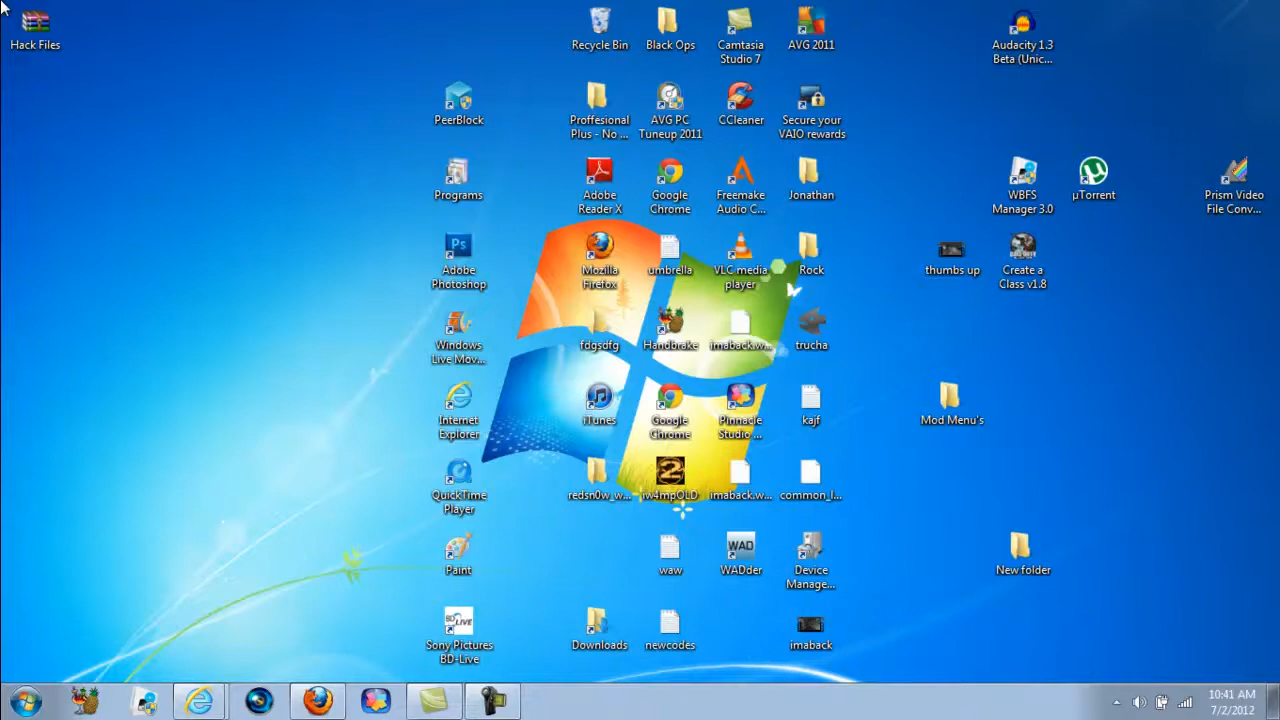 Hack Files
Recycle Bin
Black Ops
Camtasia
Studio 7
AVG 2011
Audacity 1.3
Beta (Unic...
PeerBlock
Proffesional
Plus - No ...
AVG PC
Tuneup 2011
CCleaner
Secure your
VAIO rewards
Programs
Adobe
Reader X
Google
Chrome
Freemake
Audio C...
Jonathan
WBFS
Manager 3.0
µTorrent
Prism Video
File Conv...
Ps
Adobe
Photoshop
Mozilla
Firefox
umbrella
VLC media
player
Rock
thumbs up
Create a
Class v1.8
Windows
Live Mov...
fdgsdfg
Handbrake
imaback.w...
trucha
Internet
Explorer
iTunes
Google
Chrome
Pinnacle
Studio ...
kajf
Mod Menu's
QuickTime
Player
redsn0w_w...
2
iw4mpOLD
imaback.w...
common_l...
Paint
waw
WAD
WADder
Device
Manage...
New folder
BD LIVE
Sony Pictures
BD-Live
Downloads
newcodes
imaback
10:41 AM
7/2/2012